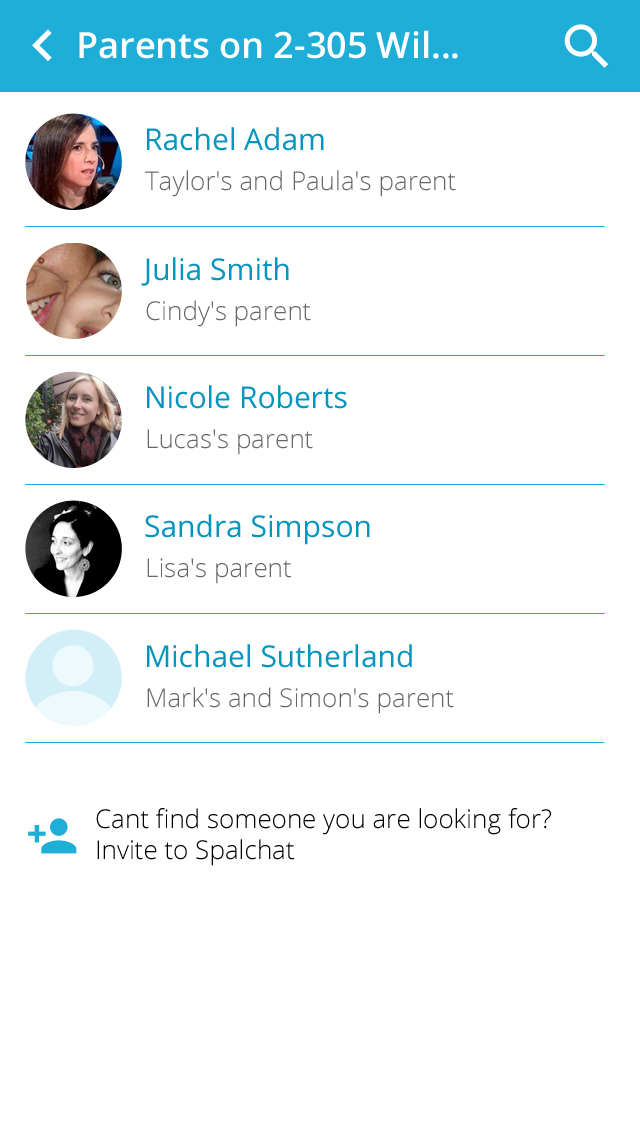 Parents on 2-305 Wil...
Rachel Adam
Taylor's and Paula's parent
Julia Smith
Cindy's parent
Nicole Roberts
Lucas's parent
Sandra Simpson
Lisa's parent
Michael Sutherland
Mark's and Simon's parent
Cant find someone you are looking for?
Invite to Spalchat